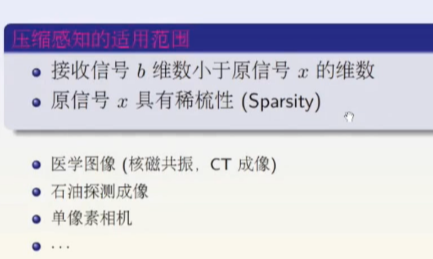 压缩感知的适用范围
接收信号 b 维数小于原信号 x 的维数
原信号 x 具有稀梳性 (Sparsity)
医学图像 (核磁共振，CT 成像)
石油探测成像
单像素相机
···